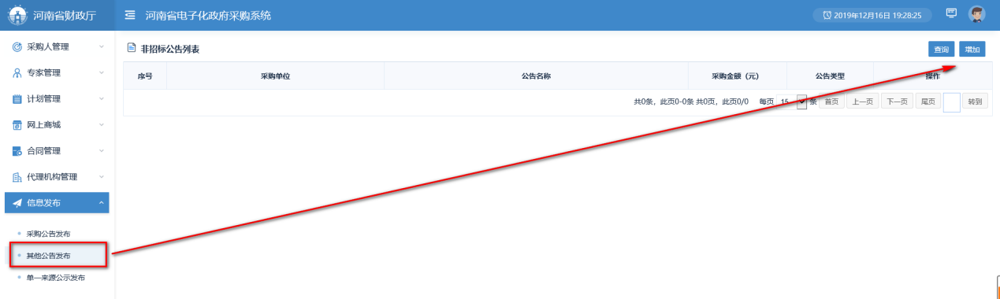 河南省财政厅
河南省电子化政府采购系统
2019年12月16日 19:28:25
采购人管理
专家管理
计划管理
网上商城
合同管理
代理机构管理
信息发布
采购公告发布
其他公告发布
单一来源公示发布
非招标公告列表
查询 增加
序号 采购单位 公告名称 采购金额（元） 公告类型 操作
共0条，此页0-0条 共0页，此页0/0 每页 15 条 首页 上一页 下一页 尾页 转到